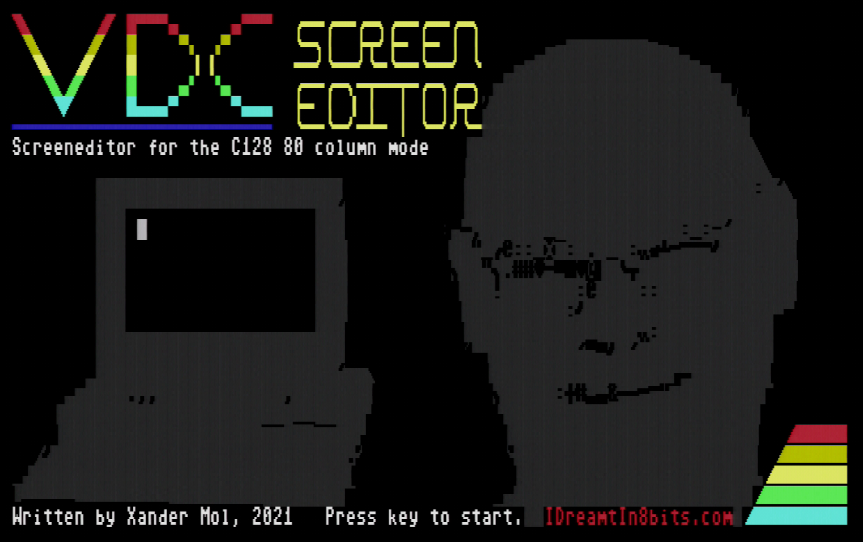 VDC SCREEN
EDITOR
Screeneditor for the C128 80 column mode
Written by Xander Mol, 2021 Press key to start. IDreamtIn8bits.com